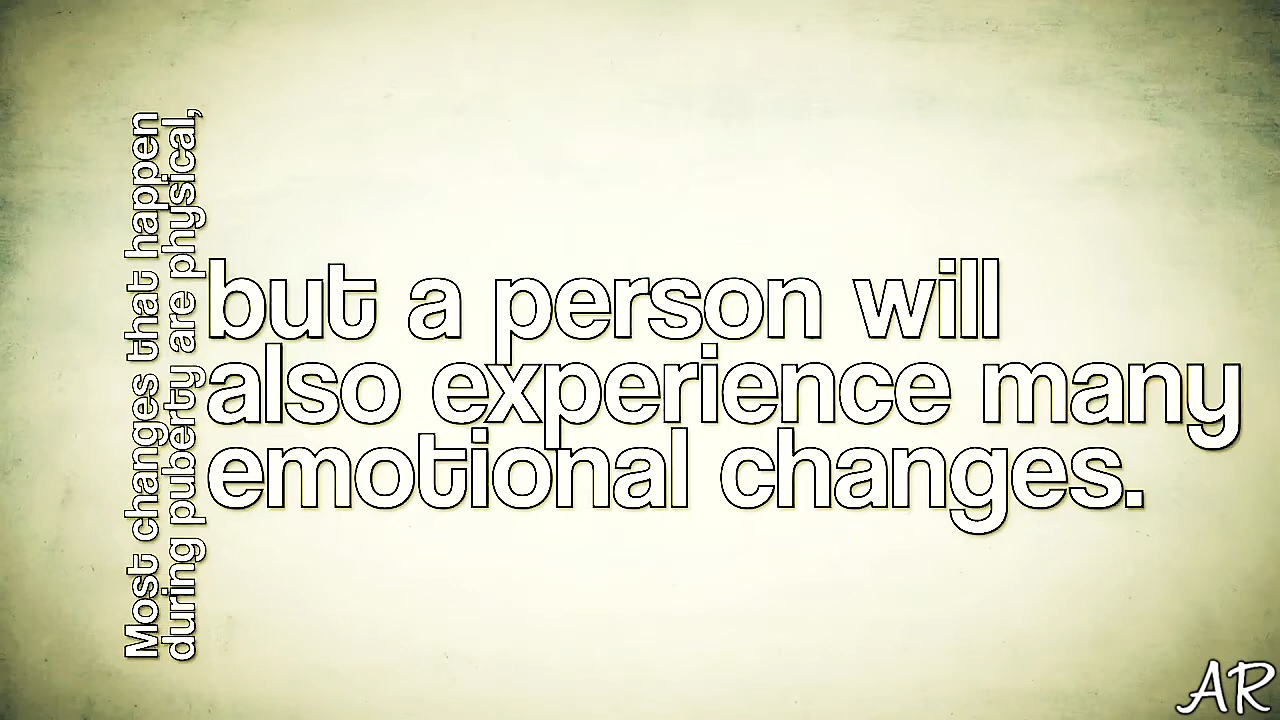 Most changes that happen
during puberty are physical,
but a person will
also experience many
emotional changes.
AR